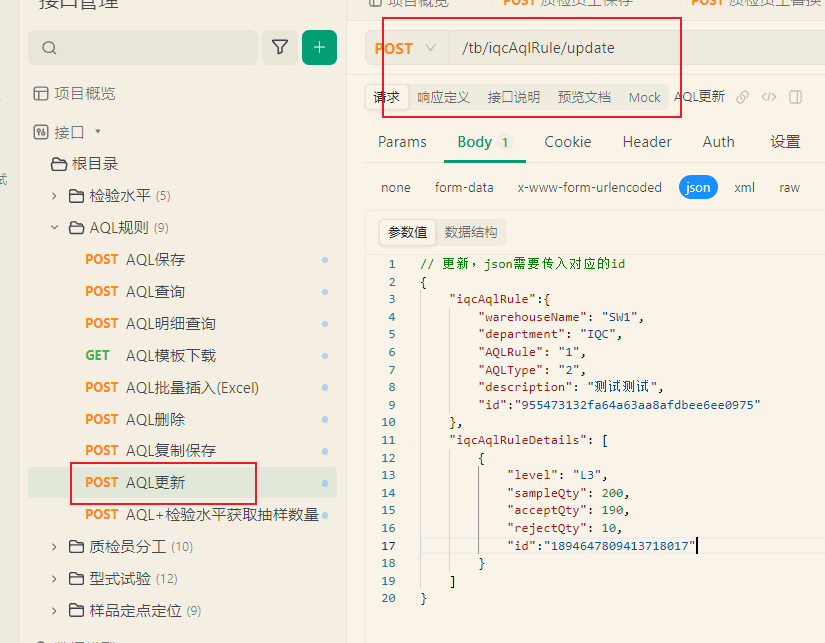 接口管理
项目概览
接口
根目录
检验水平 (5)
AQL规则 (9)
POST AQL保存
POST AQL查询
POST AQL明细查询
GET AQL模板下载
POST AQL批量插入(Excel)
POST AQL删除
POST AQL复制保存
POST AQL更新
POST AQL+检验水平获取抽样数量
质检员分工 (10)
型式试验 (12)
样品定点定位 (9)
项目概览 POST 质检员主保存 POST 质检员主替换
POST /tb/iqcAqlRule/update
请求 响应定义 接口说明 预览文档 Mock AQL更新
Params Body 1 Cookie Header Auth 设置
none form-data x-www-form-urlencoded json xml raw
参数值 数据结构
1 // 更新，json需要传入对应的id
2 {
3 "iqcAqlRule":{
4 "warehouseName": "SW1",
5 "department": "IQC",
6 "AQLRule": "1",
7 "AQLType": "2",
8 "description": "测试测试",
9 "id":"955473132fa64a63aa8afdbee6ee0975"
10 },
11 "iqcAqlRuleDetails": [
12 {
13 "level": "L3",
14 "sampleQty": 200,
15 "acceptQty": 190,
16 "rejectQty": 10,
17 "id":"1894647809413718017"
18 }
19 ]
20 }